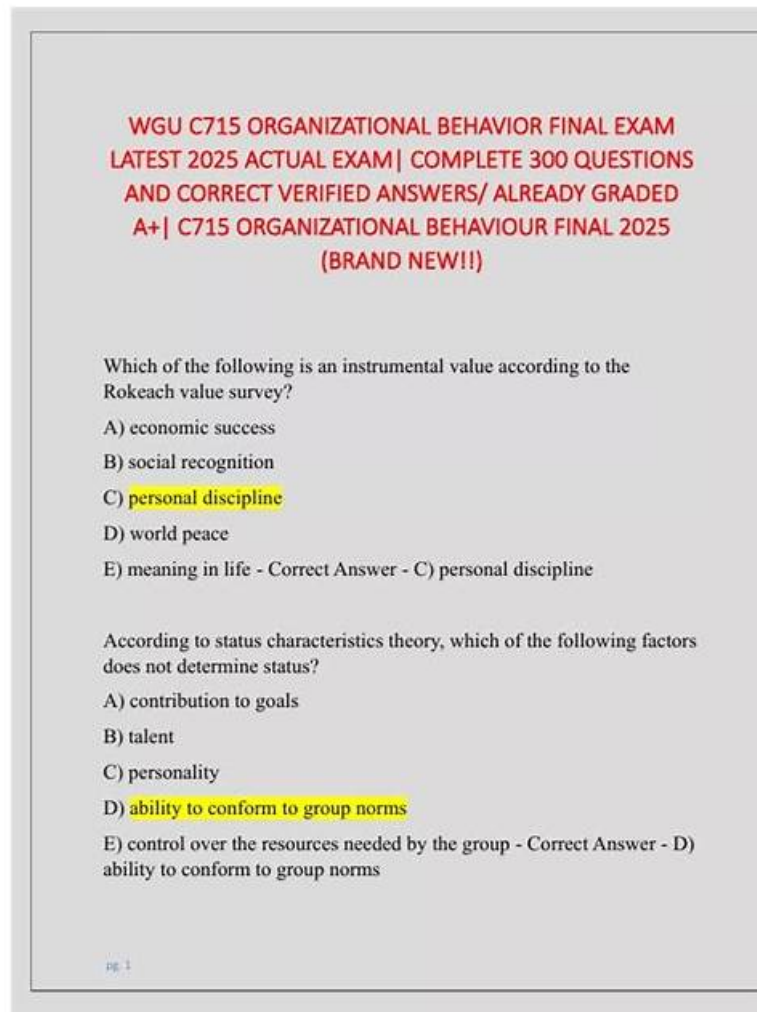 WGU C715 ORGANIZATIONAL BEHAVIOR FINAL EXAM
LATEST 2025 ACTUAL EXAM| COMPLETE 300 QUESTIONS
AND CORRECT VERIFIED ANSWERS/ ALREADY GRADED
A+| C715 ORGANIZATIONAL BEHAVIOUR FINAL 2025
(BRAND NEW!!)
Which of the following is an instrumental value according to the
Rokeach value survey?
A) economic success
B) social recognition
C) personal discipline
D) world peace
E) meaning in life - Correct Answer - C) personal discipline
According to status characteristics theory, which of the following factors
does not determine status?
A) contribution to goals
B) talent
C) personality
D) ability to conform to group norms
E) control over the resources needed by the group - Correct Answer - D)
ability to conform to group norms
pg. 1